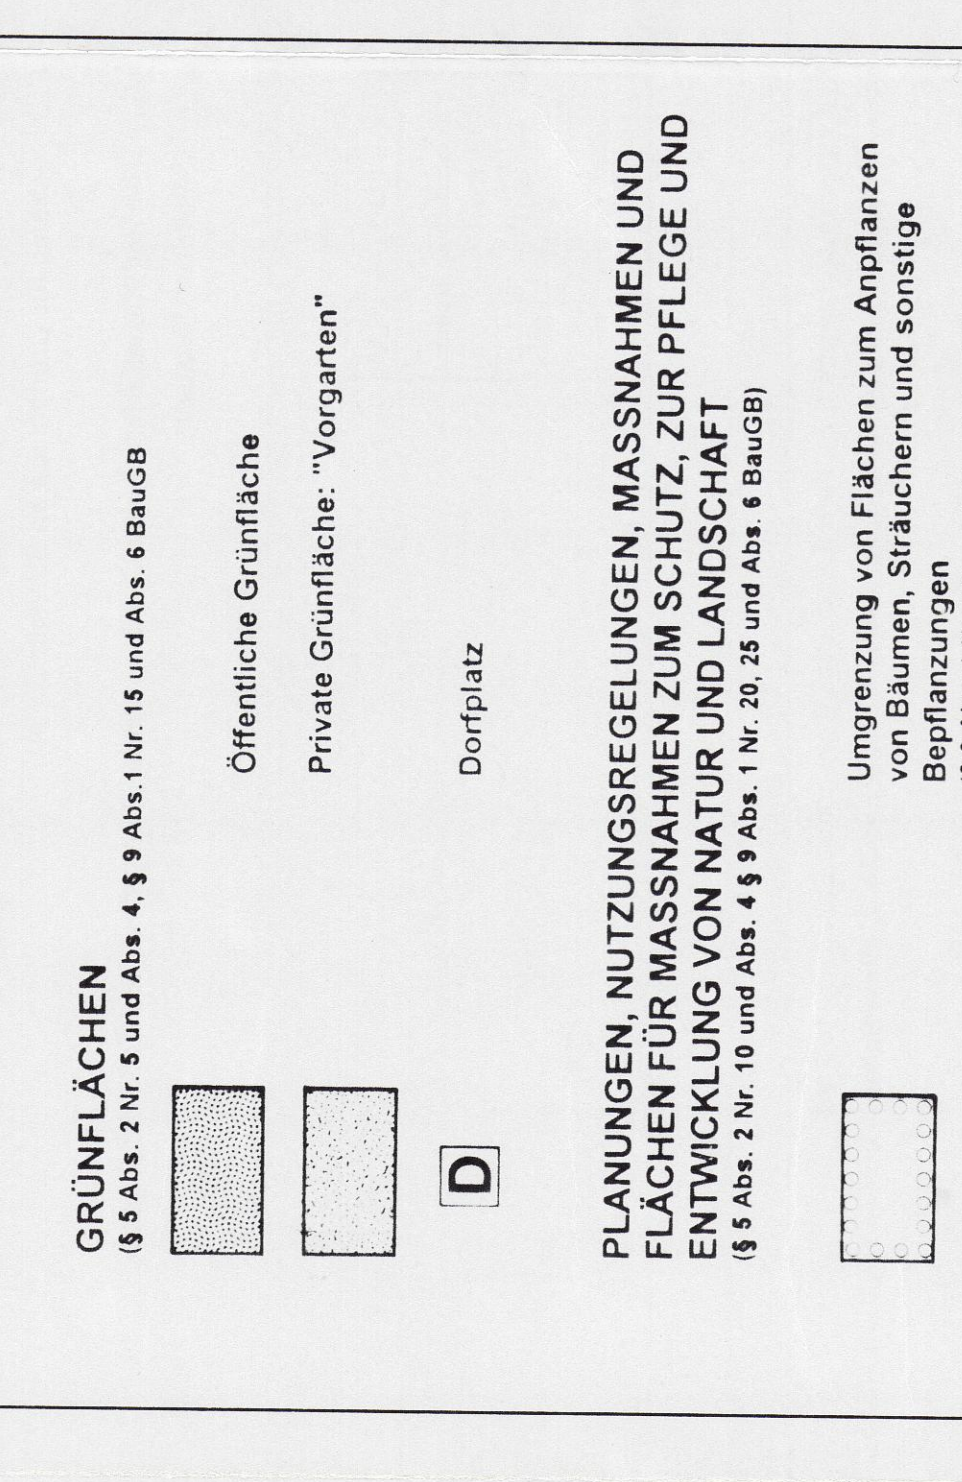 GRÜNFLÄCHEN
(§ 5 Abs. 2 Nr. 5 und Abs. 4, § 9 Abs.1 Nr. 15 und Abs. 6 BauGB
Öffentliche Grünfläche
Private Grünfläche: "Vorgarten"
D
Dorfplatz
PLANUNGEN, NUTZUNGSREGELUNGEN, MASSNAHMEN UND
FLÄCHEN FÜR MASSNAHMEN ZUM SCHUTZ, ZUR PFLEGE UND
ENTWICKLUNG VON NATUR UND LANDSCHAFT
(§ 5 Abs. 2 Nr. 10 und Abs. 4 § 9 Abs. 1 Nr. 20, 25 und Abs. 6 BauGB)
Umgrenzung von Flächen zum Anpflanzen
von Bäumen, Sträuchern und sonstige
Bepflanzungen